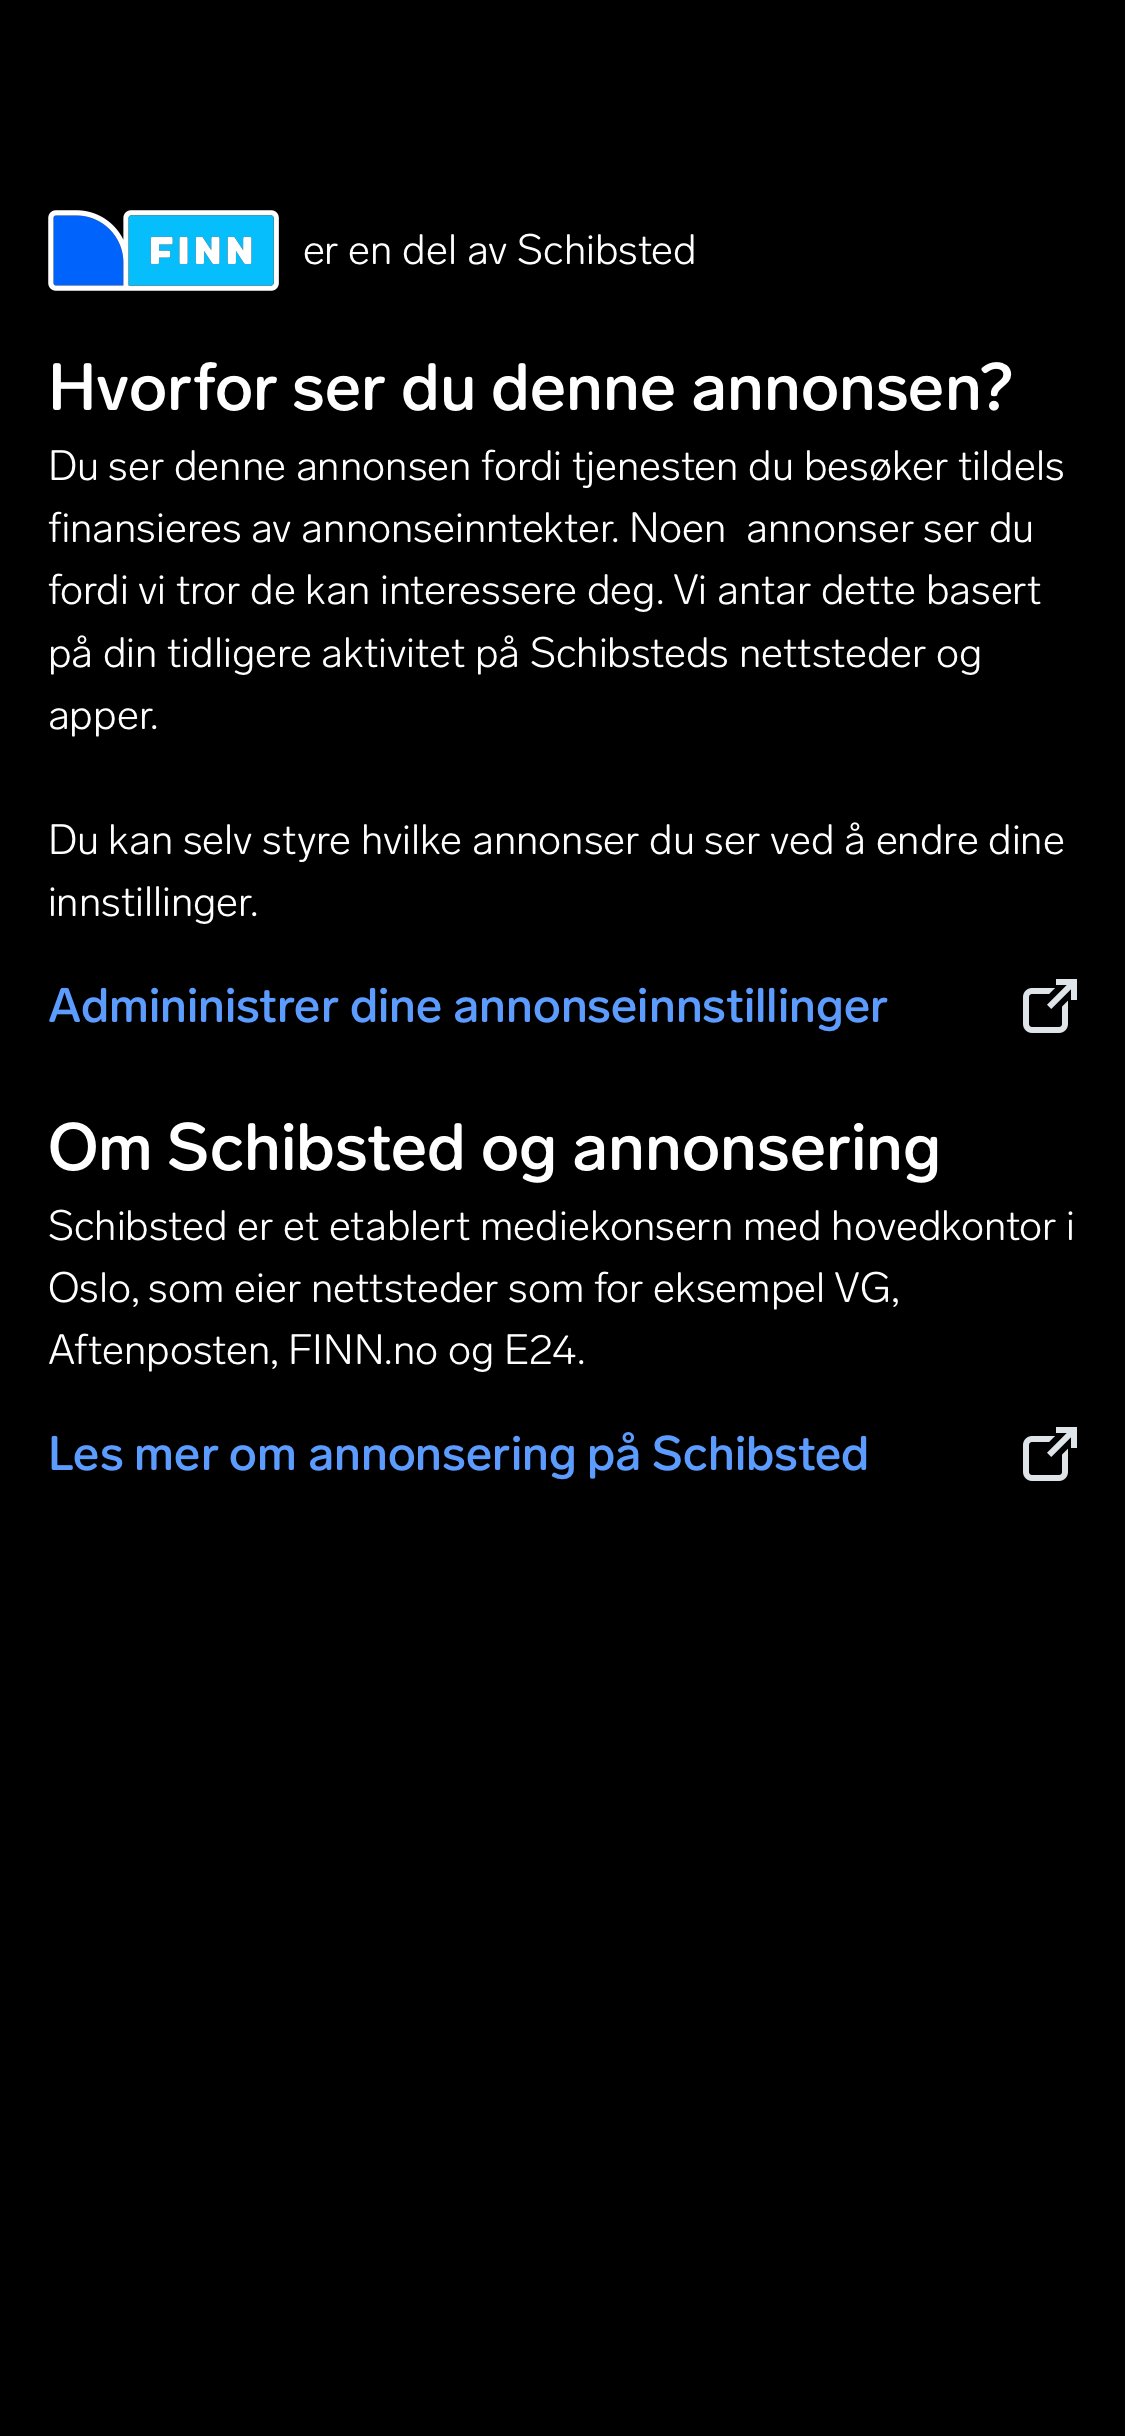 FINN er en del av Schibsted
Hvorfor ser du denne annonsen?
Du ser denne annonsen fordi tjenesten du besøker tildels
finansieres av annonseinntekter. Noen  annonser ser du
fordi vi tror de kan interessere deg. Vi antar dette basert
på din tidligere aktivitet på Schibsteds nettsteder og
apper.
Du kan selv styre hvilke annonser du ser ved å endre dine
innstillinger.
Admininistrer dine annonseinnstillinger
Om Schibsted og annonsering
Schibsted er et etablert mediekonsern med hovedkontor i
Oslo, som eier nettsteder som for eksempel VG,
Aftenposten, FINN.no og E24.
Les mer om annonsering på Schibsted